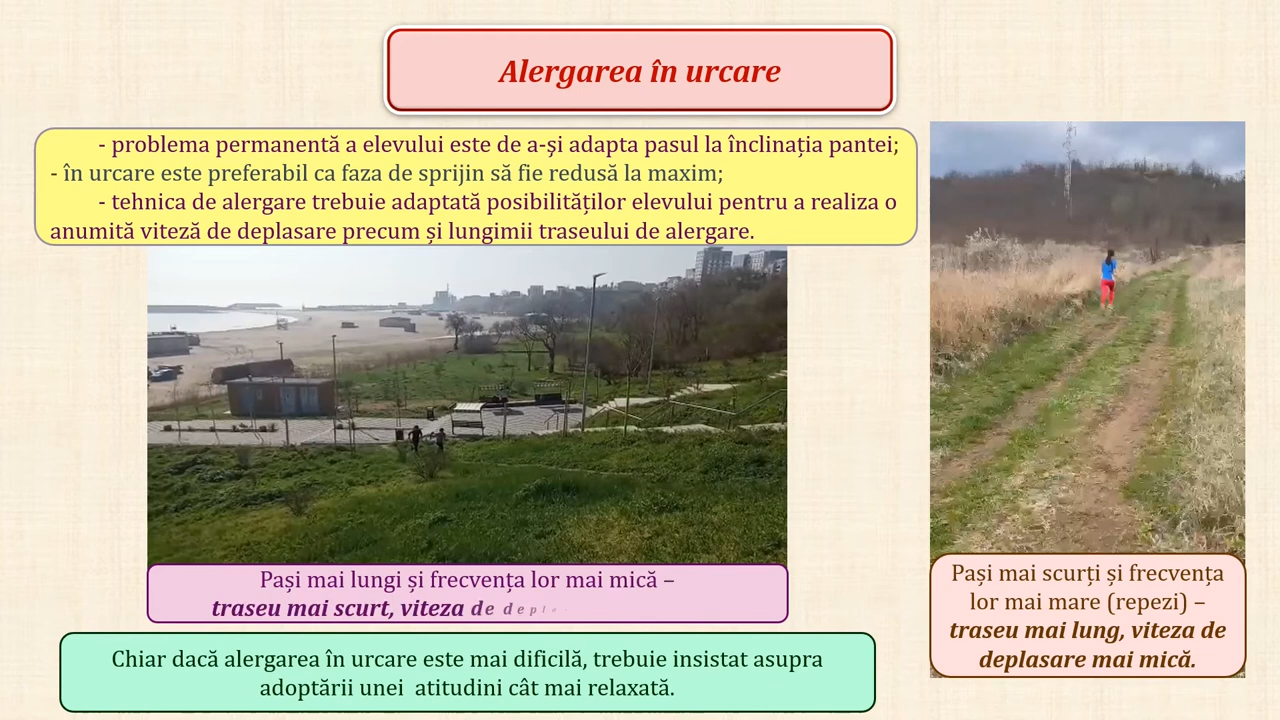 Alergarea în urcare
- problema permanentă a elevului este de a-și adapta pasul la înclinația pantei;
- în urcare este preferabil ca faza de sprijin să fie redusă la maxim;
- tehnica de alergare trebuie adaptată posibilităților elevului pentru a realiza o
anumită viteză de deplasare precum și lungimii traseului de alergare.
Pași mai lungi și frecvența lor mai mică –
traseu mai scurt, viteza de
Chiar dacă alergarea în urcare este mai dificilă, trebuie insistat asupra
adoptării unei atitudini cât mai relaxată.
Pași mai scurți și frecvența
lor mai mare (repezi) –
traseu mai lung, viteza de
deplasare mai mică.